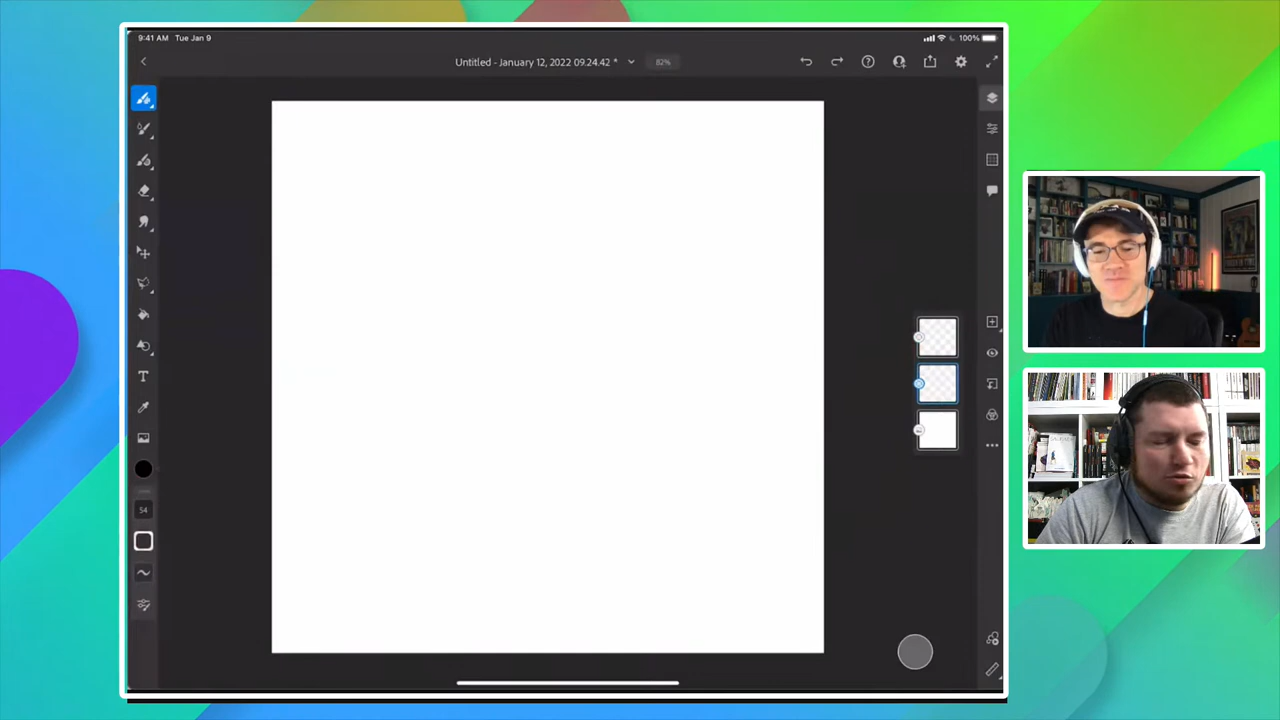 9:41 AM Tue Jan 9
100%
Untitled - January 12, 2022 09.24.42 *
82%
T
54